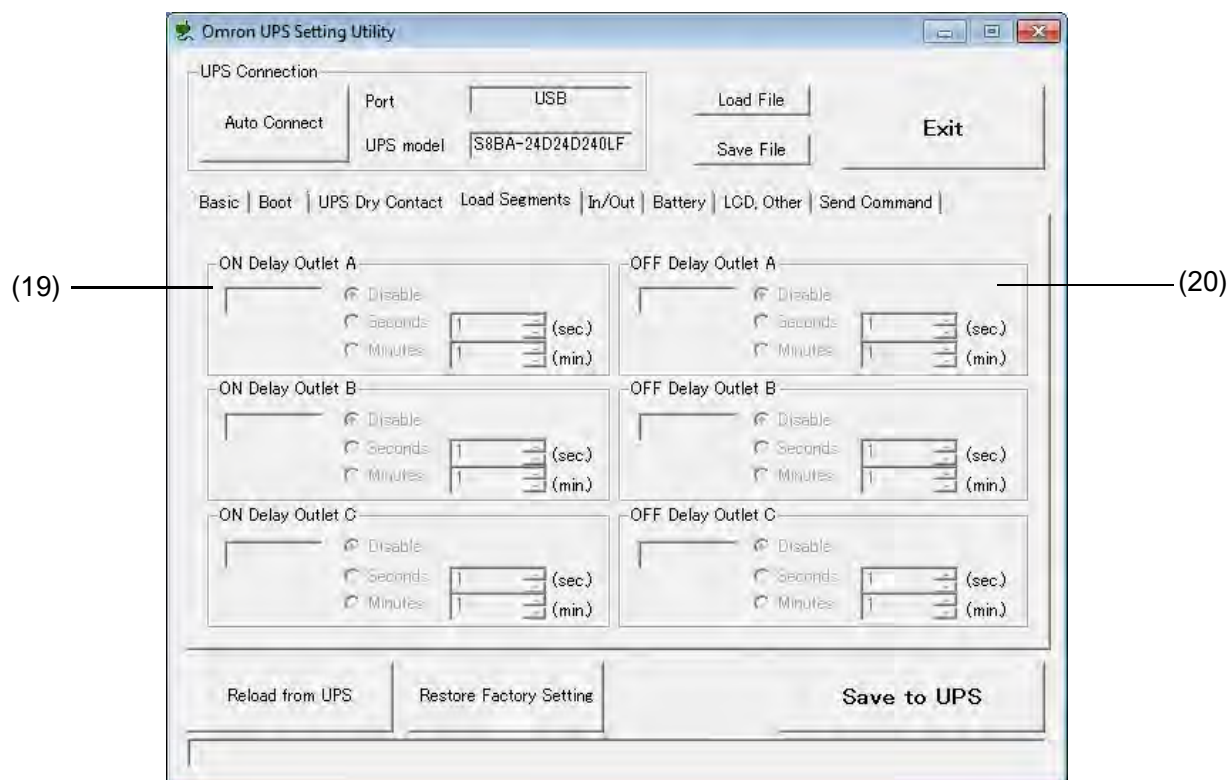 Omron UPS Setting Utility
UPS Connection
Auto Connect
Port
USB
UPS model
S8BA-24D24D240LF
Load File
Save File
Exit
Basic
Boot
UPS Dry Contact
Load Segments
In/Out
Battery
LCD, Other
Send Command
(19)
ON Delay Outlet A
Disable
Seconds
1
(sec.)
Minutes
1
(min.)
OFF Delay Outlet A
Disable
Seconds
1
(sec.)
Minutes
1
(min.)
(20)
ON Delay Outlet B
Disable
Seconds
1
(sec.)
Minutes
1
(min.)
OFF Delay Outlet B
Disable
Seconds
1
(sec.)
Minutes
1
(min.)
ON Delay Outlet C
Disable
Seconds
1
(sec.)
Minutes
1
(min.)
OFF Delay Outlet C
Disable
Seconds
1
(sec.)
Minutes
1
(min.)
Reload from UPS
Restore Factory Setting
Save to UPS